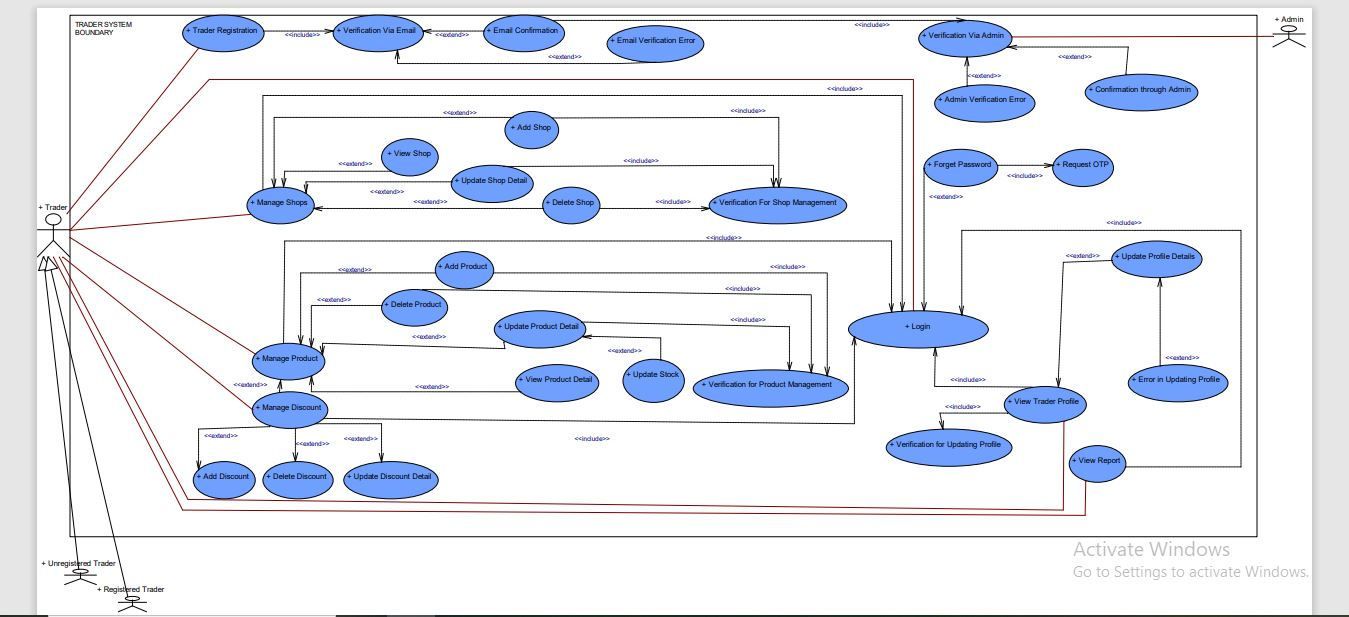 TRADER SYSTEM
BOUNDARY
+ Trader Registration
<<include>>
+ Verification Via Email
<<extend>>
+ Email Confirmation
<<include>>
+ Email Verification Error
<<extend>>
+ Verification Via Admin
+ Admin
<<extend>>
<<extend>>
+ Admin Verification Error
+ Confirmation through Admin
<<include>>
<<extend>>
+ Add Shop
<<include>>
+ View Shop
<<extend>>
<<include>>
+ Update Shop Detail
<<extend>>
+ Manage Shops
<<extend>>
+ Delete Shop
<<include>>
+ Verification For Shop Management
+ Forget Password
<<include>>
+ Request OTP
<<extend>>
+ Trader
<<include>>
<<include>>
+ Add Product
<<extend>>
<<include>>
<<include>>
+ Delete Product
<<extend>>
+ Update Product Detail
<<include>>
<<extend>>
<<extend>>
+ Login
<<extend>>
+ Update Profile Details
+ Manage Product
+ View Product Detail
<<extend>>
+ Update Stock
+ Verification for Product Management
<<extend>>
+ Error in Updating Profile
<<include>>
<<extend>>
+ Manage Discount
+ View Trader Profile
<<include>>
<<extend>>
<<extend>>
<<extend>>
<<include>>
+ Verification for Updating Profile
+ View Report
+ Add Discount
+ Delete Discount
+ Update Discount Detail
+ Unregistered Trader
+ Registered Trader
Activate Windows
Go to Settings to activate Windows.